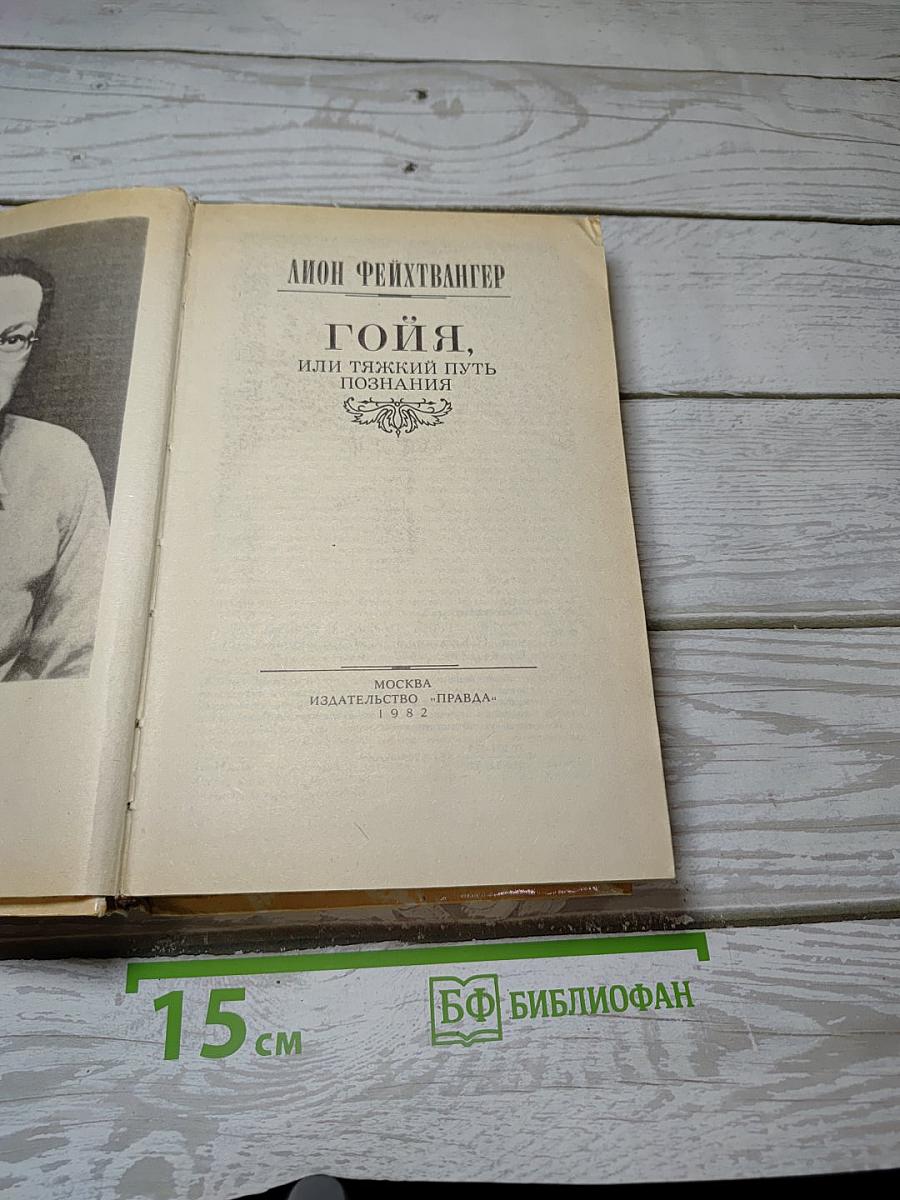 ЛИОН ФЕЙХТВАНГЕР
ГОЙЯ,
ИЛИ ТЯЖКИЙ ПУТЬ
ПОЗНАНИЯ
МОСКВА
ИЗДАТЕЛЬСТВО „ПРАВДА“
1982
15 см
БФ БИБЛИОФАН